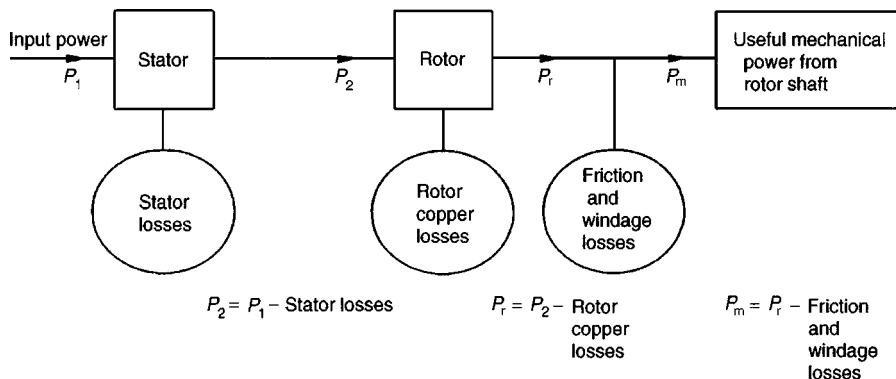 Input power
P1
Stator
P2
Rotor
Pr
Pm
Useful mechanical
power from
rotor shaft
Stator
losses
Rotor
copper
losses
Friction
and
windage
losses
P2 = P1 – Stator losses
Pr = P2 – Rotor
copper
losses
Pm = Pr – Friction
and
windage
losses